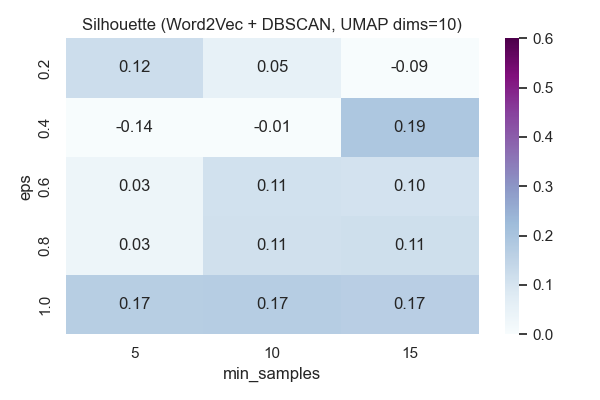 Silhouette (Word2Vec + DBSCAN, UMAP dims=10)
0.2 0.12 0.05 -0.09
0.4 -0.14 -0.01 0.19
0.6 0.03 0.11 0.10
0.8 0.03 0.11 0.11
1.0 0.17 0.17 0.17
eps
5 10 15
min_samples
0.6
0.5
0.4
0.3
0.2
0.1
0.0